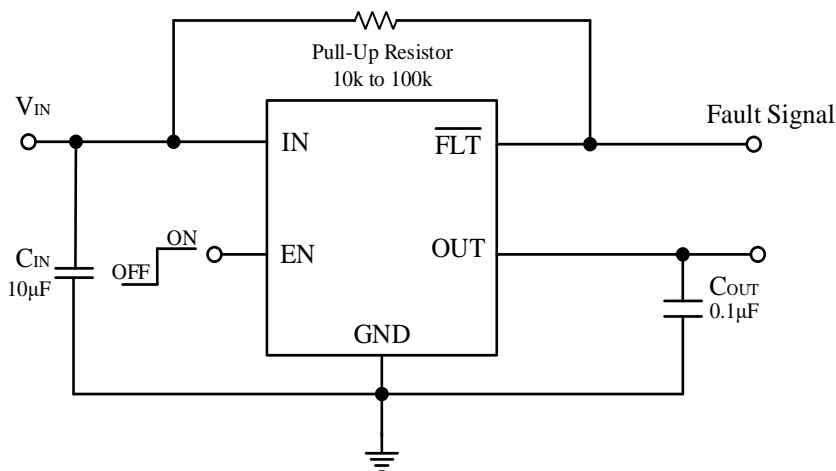 Pull-Up Resistor
10k to 100k
VIN
Fault Signal
IN
FLT
ON
OFF
EN
OUT
CIN
10μF
COUT
0.1μF
GND